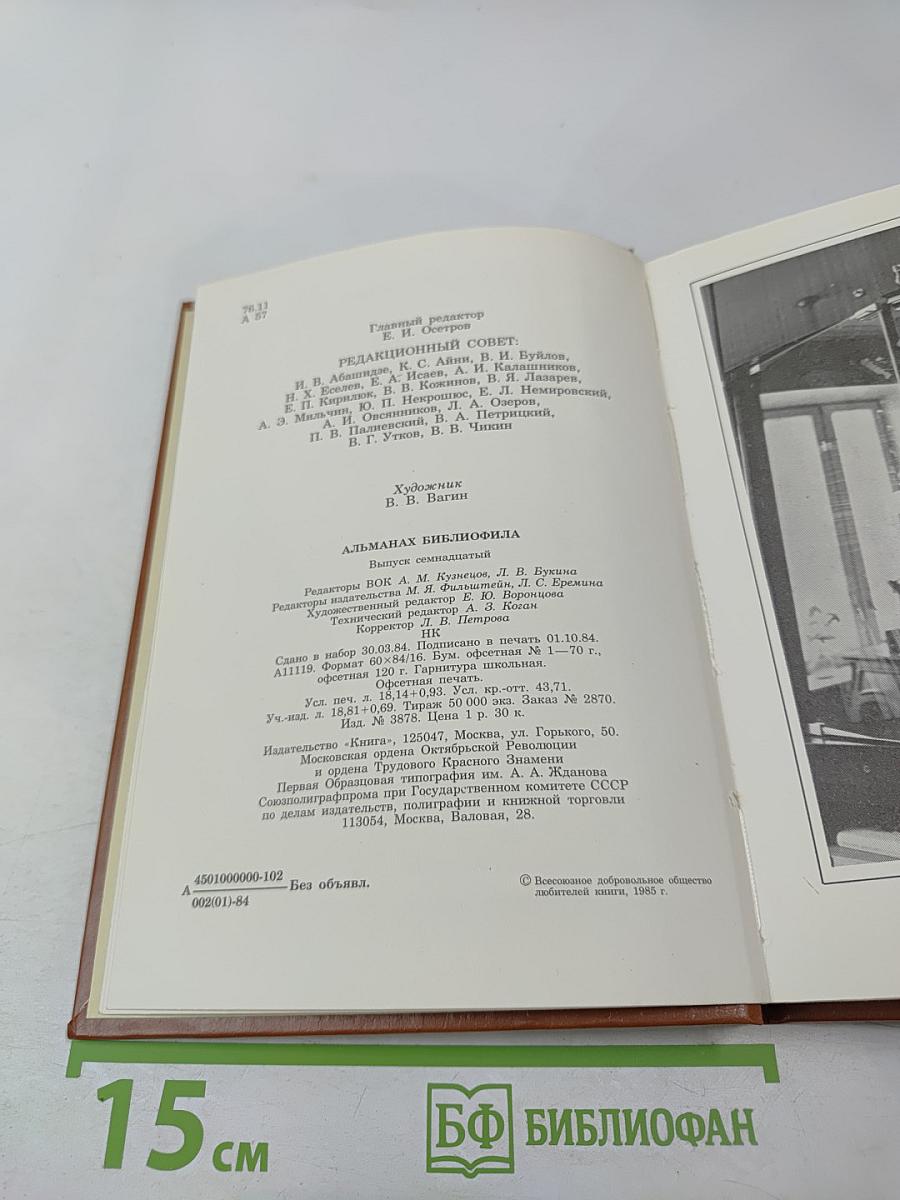 76.11
А 57
Главный редактор
Е. И. Осетров
РЕДАКЦИОННЫЙ СОВЕТ:
И. В. Абашидзе, К. С. Айни, В. И. Буйлов,
Н. Х. Еселев, Е. А. Исаев, А. И. Калашников,
Е. П. Кирилюк, В. В. Кожинов, В. Я. Лазарев,
А. Э. Мильчин, Ю. П. Некрошюс, Е. Л. Немировский,
А. И. Овсянников, Л. А. Озеров,
П. В. Палиевский, В. А. Петрицкий,
В. Г. Утков, В. В. Чикин
Художник
В. В. Вагин
АЛЬМАНАХ БИБЛИОФИЛА
Выпуск семнадцатый
Редакторы ВОК А. М. Кузнецов, Л. В. Букина
Редакторы издательства М. Я. Фильштейн, Л. С. Еремина
Художественный редактор Е. Ю. Воронцова
Технический редактор А. З. Коган
Корректор Л. В. Петрова
НК
Сдано в набор 30.03.84. Подписано в печать 01.10.84.
А11119. Формат 60×84/16. Бум. офсетная № 1—70 г.,
офсетная 120 г. Гарнитура школьная.
Офсетная печать.
Усл. печ. л. 18,14+0,93. Усл. кр.-отт. 43,71.
Уч.-изд. л. 18,81+0,69. Тираж 50 000 экз. Заказ № 2870.
Изд. № 3878. Цена 1 р. 30 к.
Издательство «Книга», 125047, Москва, ул. Горького, 50.
Московская ордена Октябрьской Революции
и ордена Трудового Красного Знамени
Первая Образцовая типография им. А. А. Жданова
Союзполиграфпрома при Государственном комитете СССР
по делам издательств, полиграфии и книжной торговли
113054, Москва, Валовая, 28.
А 4501000000-102 Без объявл.
002(01)-84
© Всесоюзное добровольное общество
любителей книги, 1985 г.
15 см
БФ БИБЛИОФАН